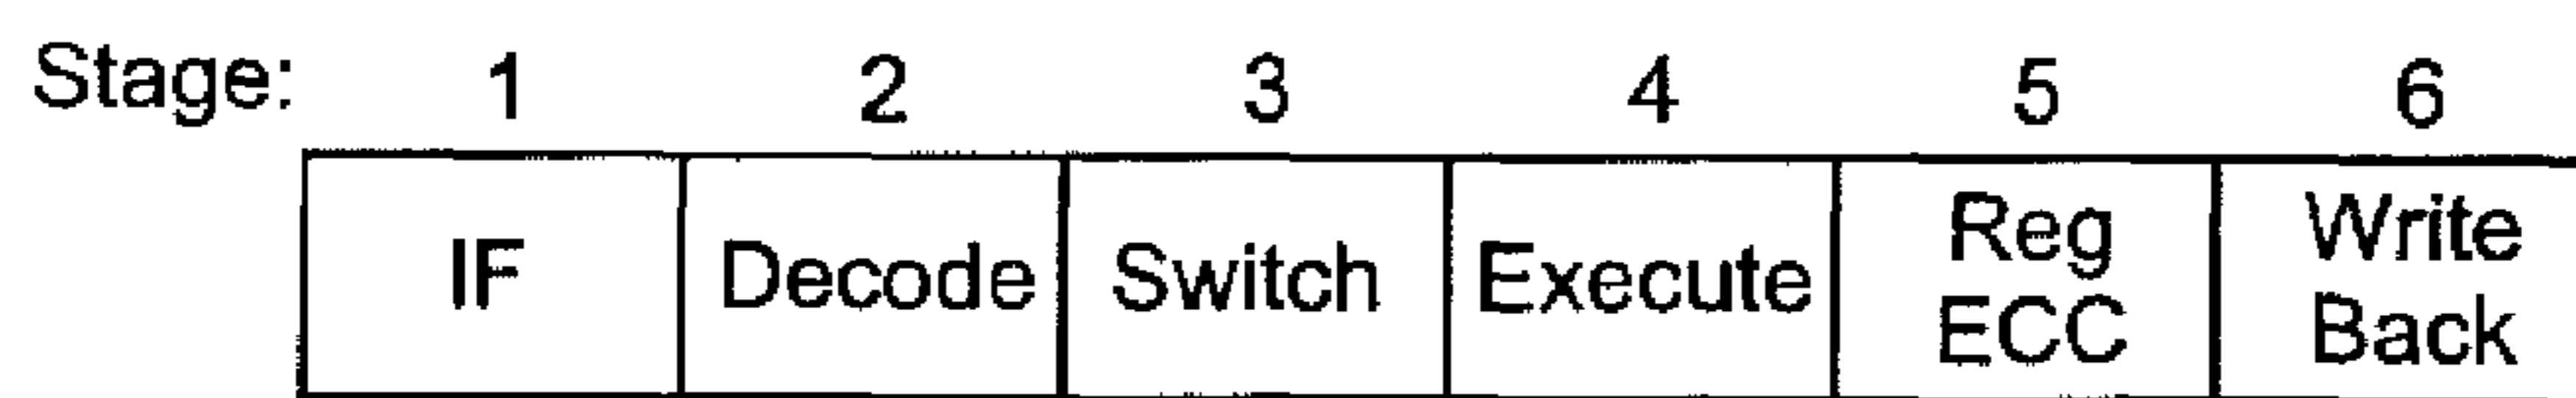 Stage: 1 2 3 4 5 6
IF Decode Switch Execute Reg ECC Write Back